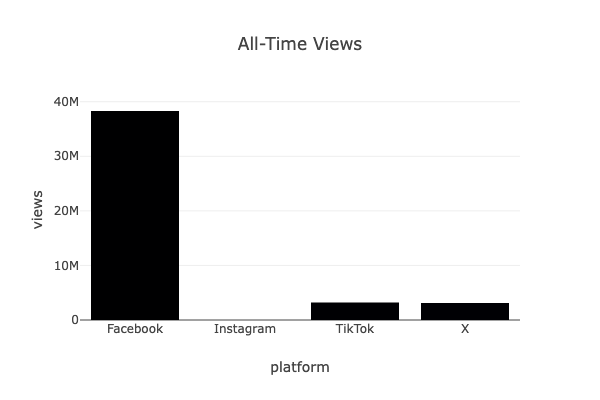 All-Time Views
40M
30M
20M
10M
0
views
Facebook Instagram TikTok X
platform